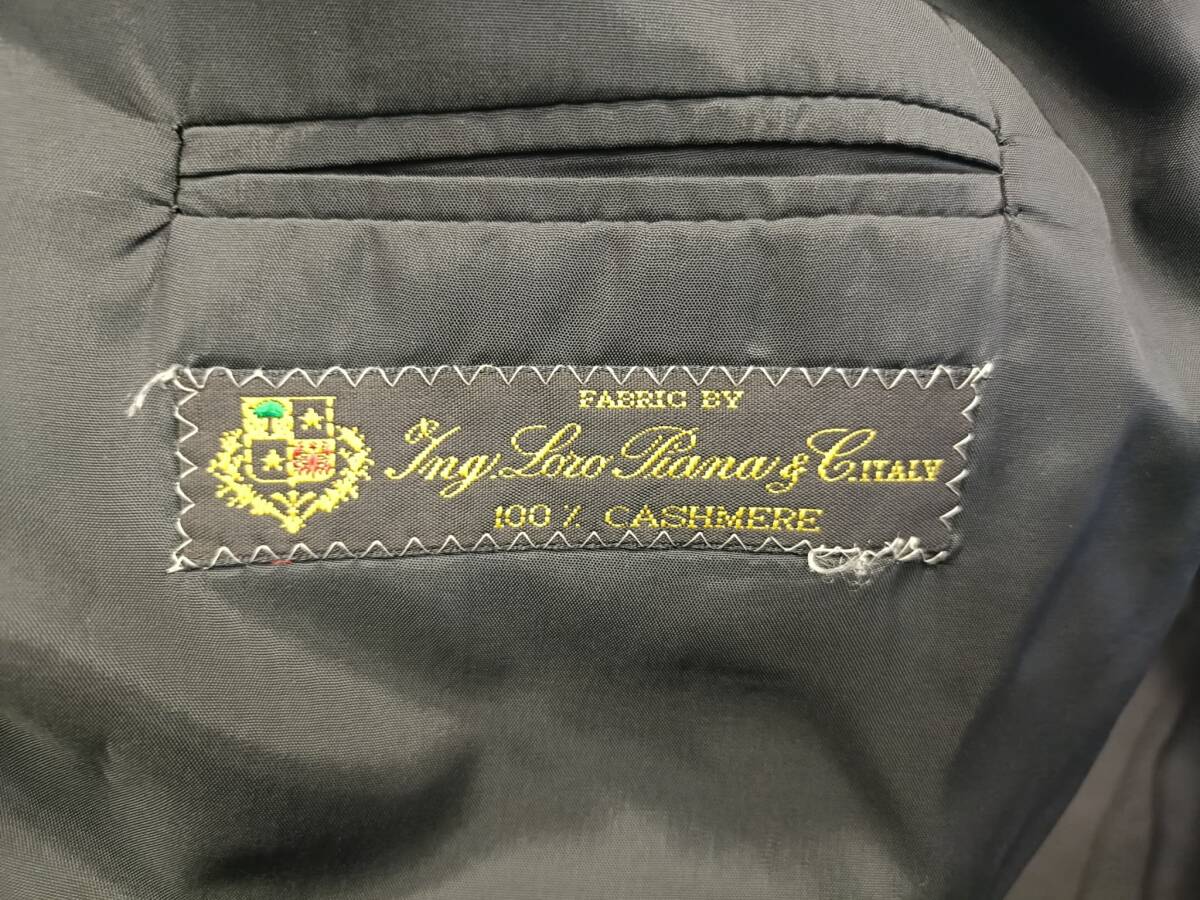 FABRIC BY
Ing. Loro Piana & C. ITALY
100% CASHMERE